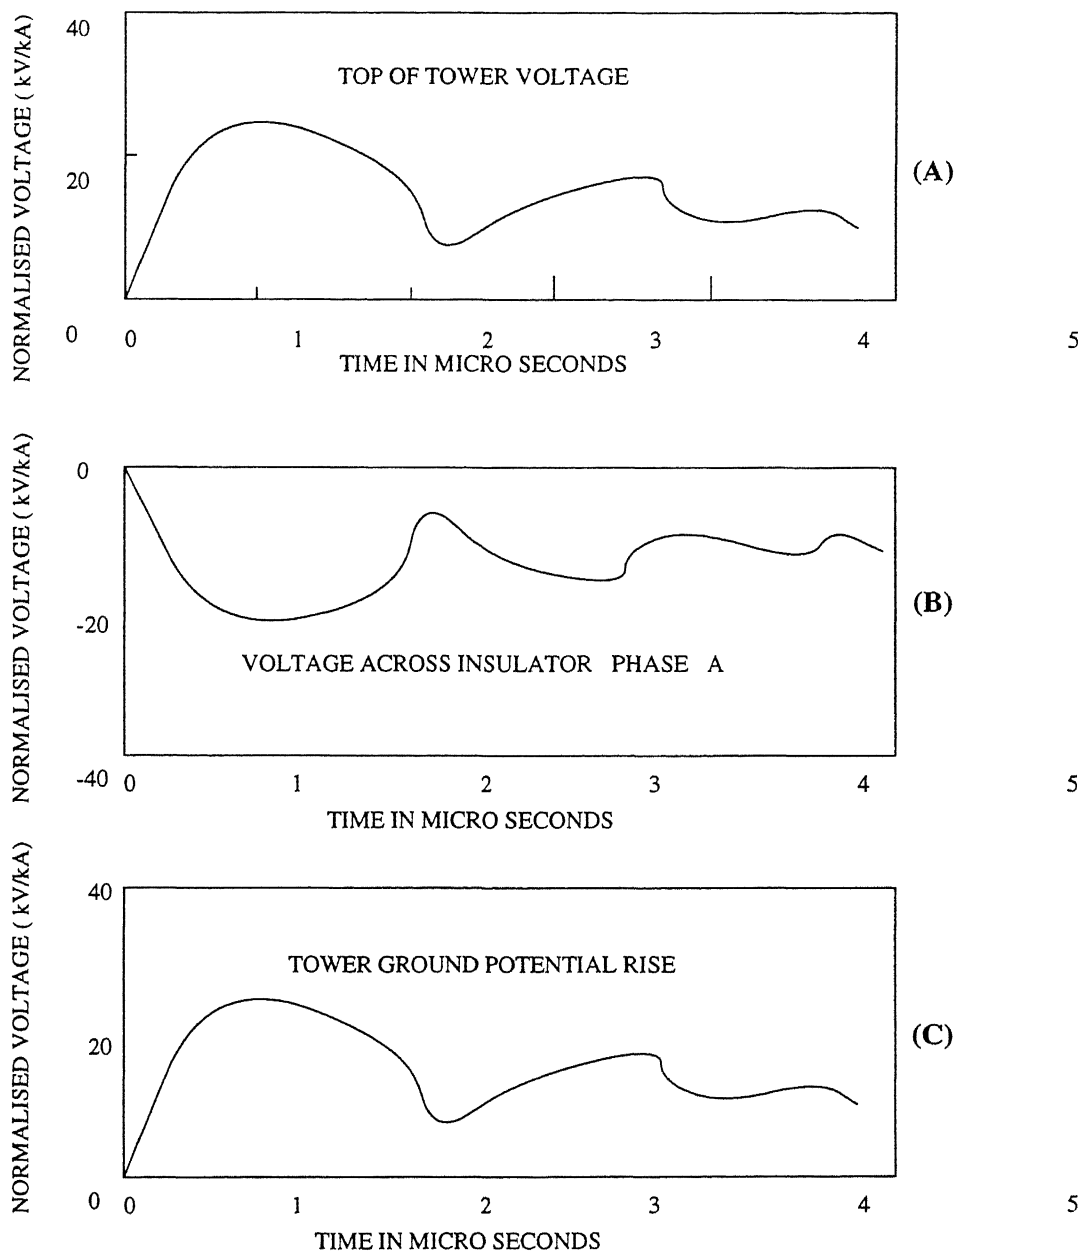 NORMALISED VOLTAGE ( kV/kA)
40
TOP OF TOWER VOLTAGE
20
(A)
0
0 1 2 3 4 5
TIME IN MICRO SECONDS
NORMALISED VOLTAGE ( kV/kA)
0
-20
(B)
VOLTAGE ACROSS INSULATOR PHASE A
-40
0 1 2 3 4 5
TIME IN MICRO SECONDS
NORMALISED VOLTAGE ( kV/kA)
40
TOWER GROUND POTENTIAL RISE
20
(C)
0
0 1 2 3 4 5
TIME IN MICRO SECONDS